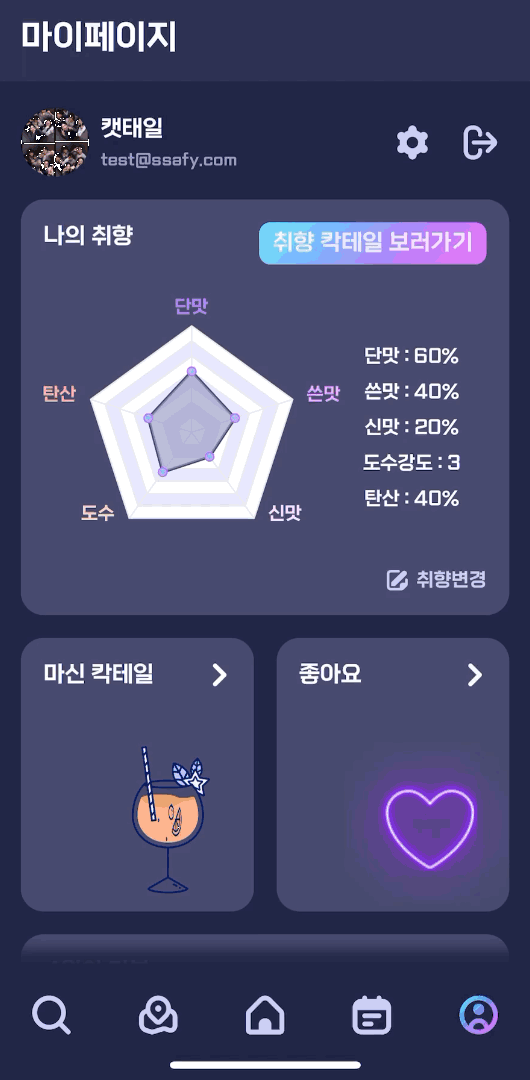 마이페이지
캣태일
test@ssafy.com
나의 취향
취향 칵테일 보러가기
단맛
탄산
쓴맛
도수
신맛
단맛 : 60%
쓴맛 : 40%
신맛 : 20%
도수강도 : 3
탄산 : 40%
취향변경
마신 칵테일
좋아요